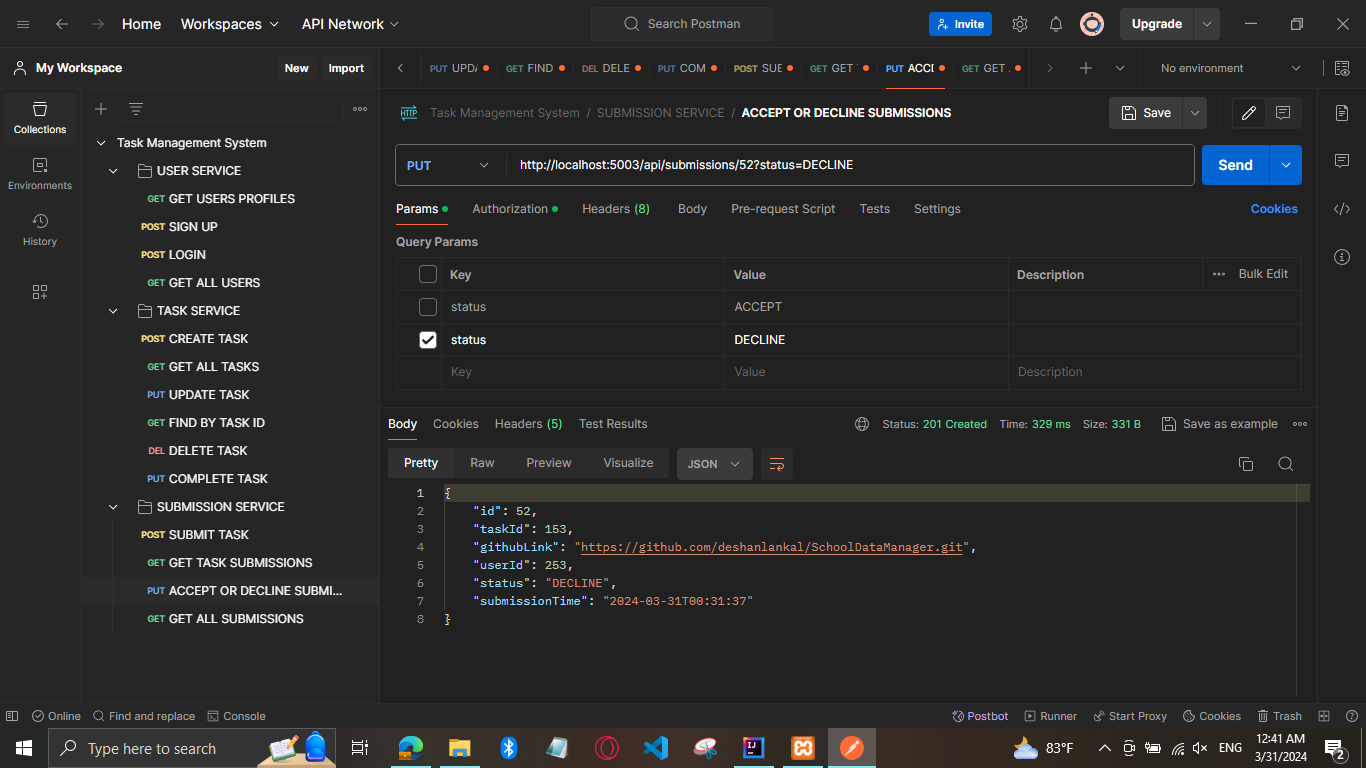 Home Workspaces API Network Search Postman Invite Upgrade
My Workspace New Import PUT UPDA GET FIND DEL DELE PUT COM POST SUE GET PUT ACCI GET GET No environment
Collections
Environments
History
Task Management System
USER SERVICE
GET GET USERS PROFILES
POST SIGN UP
POST LOGIN
GET GET ALL USERS
TASK SERVICE
POST CREATE TASK
GET GET ALL TASKS
PUT UPDATE TASK
GET FIND BY TASK ID
DEL DELETE TASK
PUT COMPLETE TASK
SUBMISSION SERVICE
POST SUBMIT TASK
GET GET TASK SUBMISSIONS
PUT ACCEPT OR DECLINE SUBMI...
GET GET ALL SUBMISSIONS
HTTP Task Management System / SUBMISSION SERVICE / ACCEPT OR DECLINE SUBMISSIONS Save
PUT http://localhost:5003/api/submissions/52?status=DECLINE Send
Params Authorization Headers (8) Body Pre-request Script Tests Settings Cookies
Query Params
Key Value Description Bulk Edit
status ACCEPT
status DECLINE
Key Value Description
Body Cookies Headers (5) Test Results Status: 201 Created Time: 329 ms Size: 331 B Save as example
Pretty Raw Preview Visualize JSON
1 {
2 "id": 52,
3 "taskId": 153,
4 "githubLink": "https://github.com/deshanlankal/SchoolDataManager.git",
5 "userId": 253,
6 "status": "DECLINE",
7 "submissionTime": "2024-03-31T00:31:37"
8 }
Online Find and replace Console Postbot Runner Start Proxy Cookies Trash
Type here to search 83°F ENG 12:41 AM
3/31/2024
2